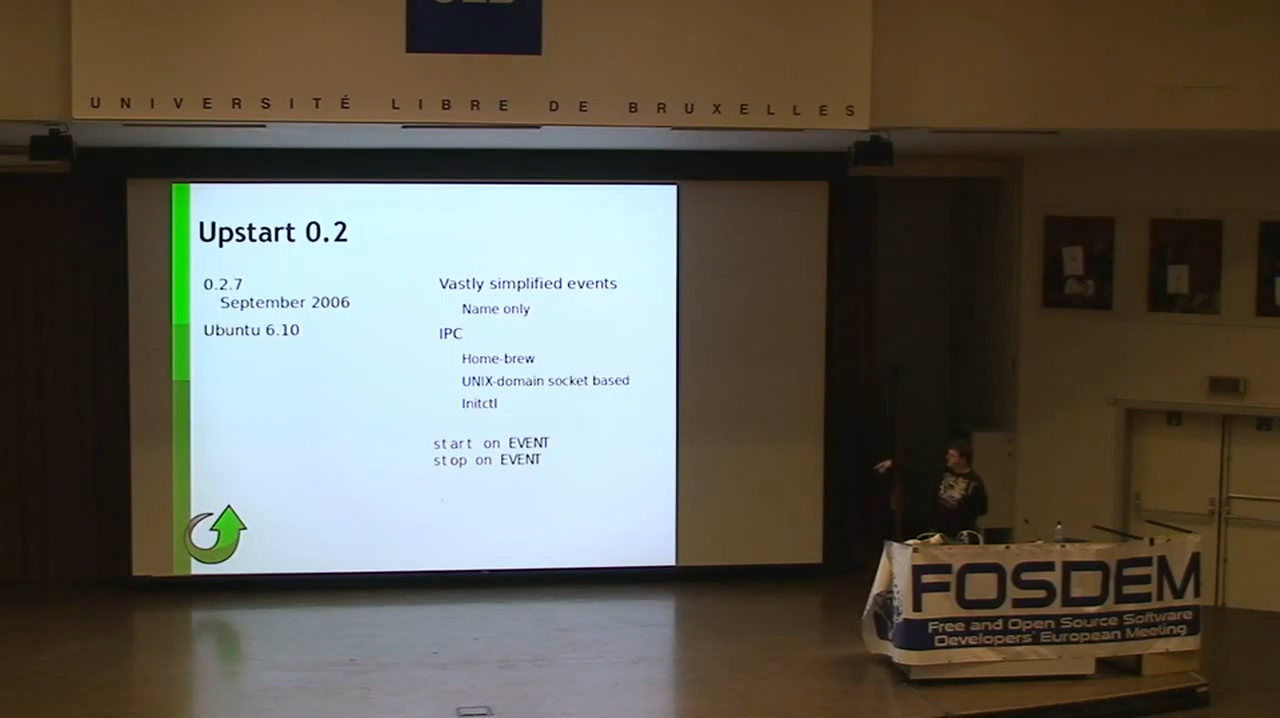 UNIVERSITÉ LIBRE DE BRUXELLES
Upstart 0.2
0.2.7
September 2006
Ubuntu 6.10
Vastly simplified events
Name only
IPC
Home-brew
UNIX-domain socket based
Initctl
start on EVENT
stop on EVENT
FOSDEM
Free and Open Source Software
Developers' European Meeting